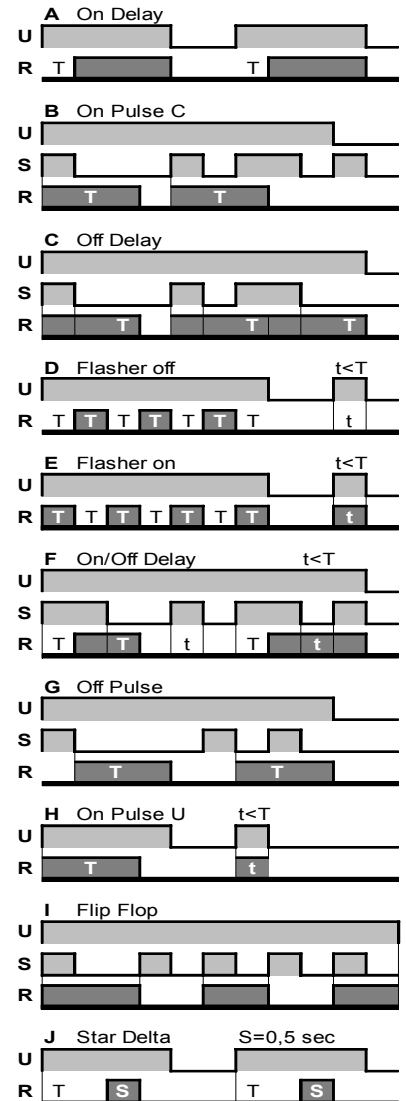 A On Delay
U
R T T
B On Pulse C
U
S
R T T
C Off Delay
U
S
R T T T
D Flasher off t<T
U
R T T T T T T T t
E Flasher on t<T
U
R T T T T T T T t
F On/Off Delay t<T
U
S
R T T t T t
G Off Pulse
U
S
R T T
H On Pulse U t<T
U
R T t
I Flip Flop
U
S
R
J Star Delta S=0,5 sec
U
R T S T S